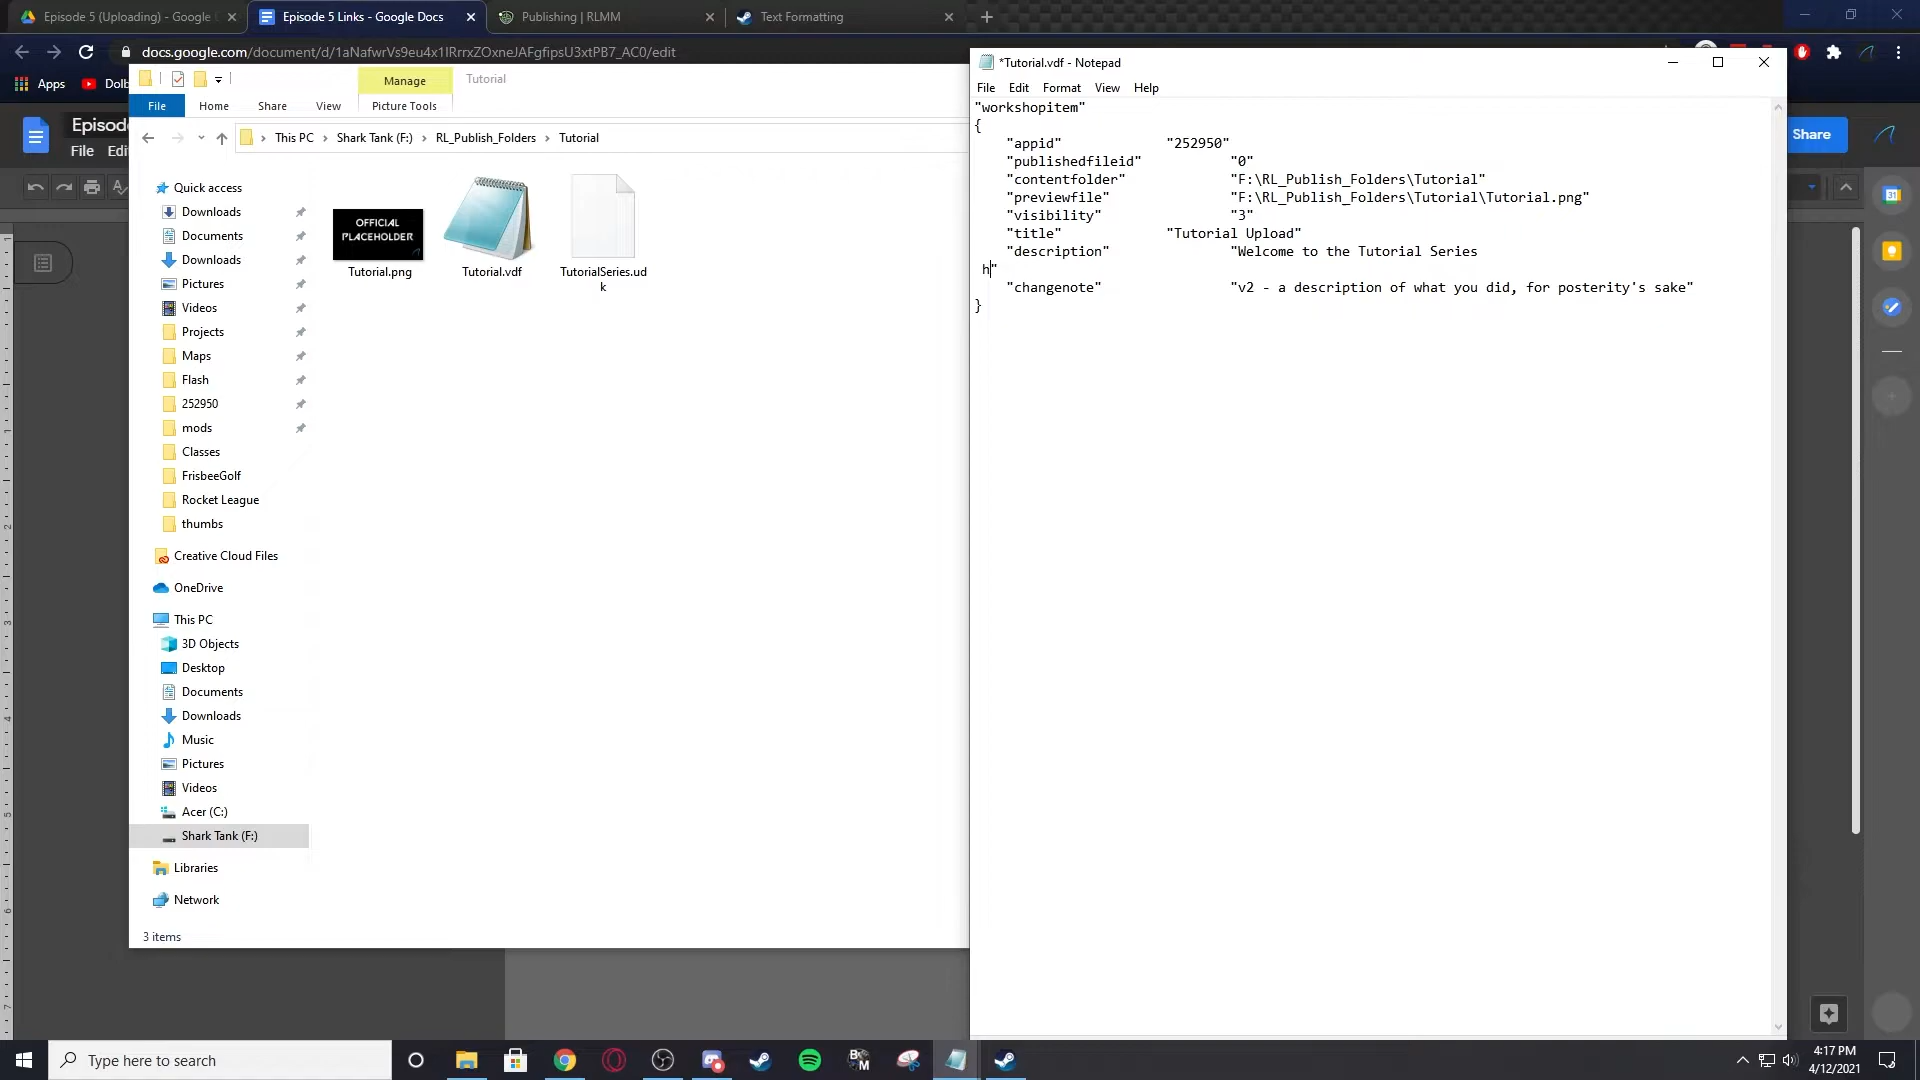 Episode 5 (Uploading) - Google
Episode 5 Links - Google Docs
Publishing | RLMM
Text Formatting
docs.google.com/document/d/1aNafwrVs9eu4x1IRrrxZOxneJAFgfipsU3xtPB7_AC0/edit
Apps
Dolb
Episod
File
Edi
Share
Manage
Tutorial
File
Home
Share
View
Picture Tools
This PC
Shark Tank (F:)
RL_Publish_Folders
Tutorial
Quick access
Downloads
Documents
Downloads
Pictures
Videos
Projects
Maps
Flash
252950
mods
Classes
FrisbeeGolf
Rocket League
thumbs
Creative Cloud Files
OneDrive
This PC
3D Objects
Desktop
Documents
Downloads
Music
Pictures
Videos
Acer (C:)
Shark Tank (F:)
Libraries
Network
3 items
OFFICIAL
PLACEHOLDER
Tutorial.png
Tutorial.vdf
TutorialSeries.ud
k
*Tutorial.vdf - Notepad
File Edit Format View Help
"workshopitem"
{
"appid" "252950"
"publishedfileid" "0"
"contentfolder" "F:\RL_Publish_Folders\Tutorial"
"previewfile" "F:\RL_Publish_Folders\Tutorial\Tutorial.png"
"visibility" "3"
"title" "Tutorial Upload"
"description" "Welcome to the Tutorial Series
h"
"changenote" "v2 - a description of what you did, for posterity's sake"
}
Type here to search
4:17 PM
4/12/2021